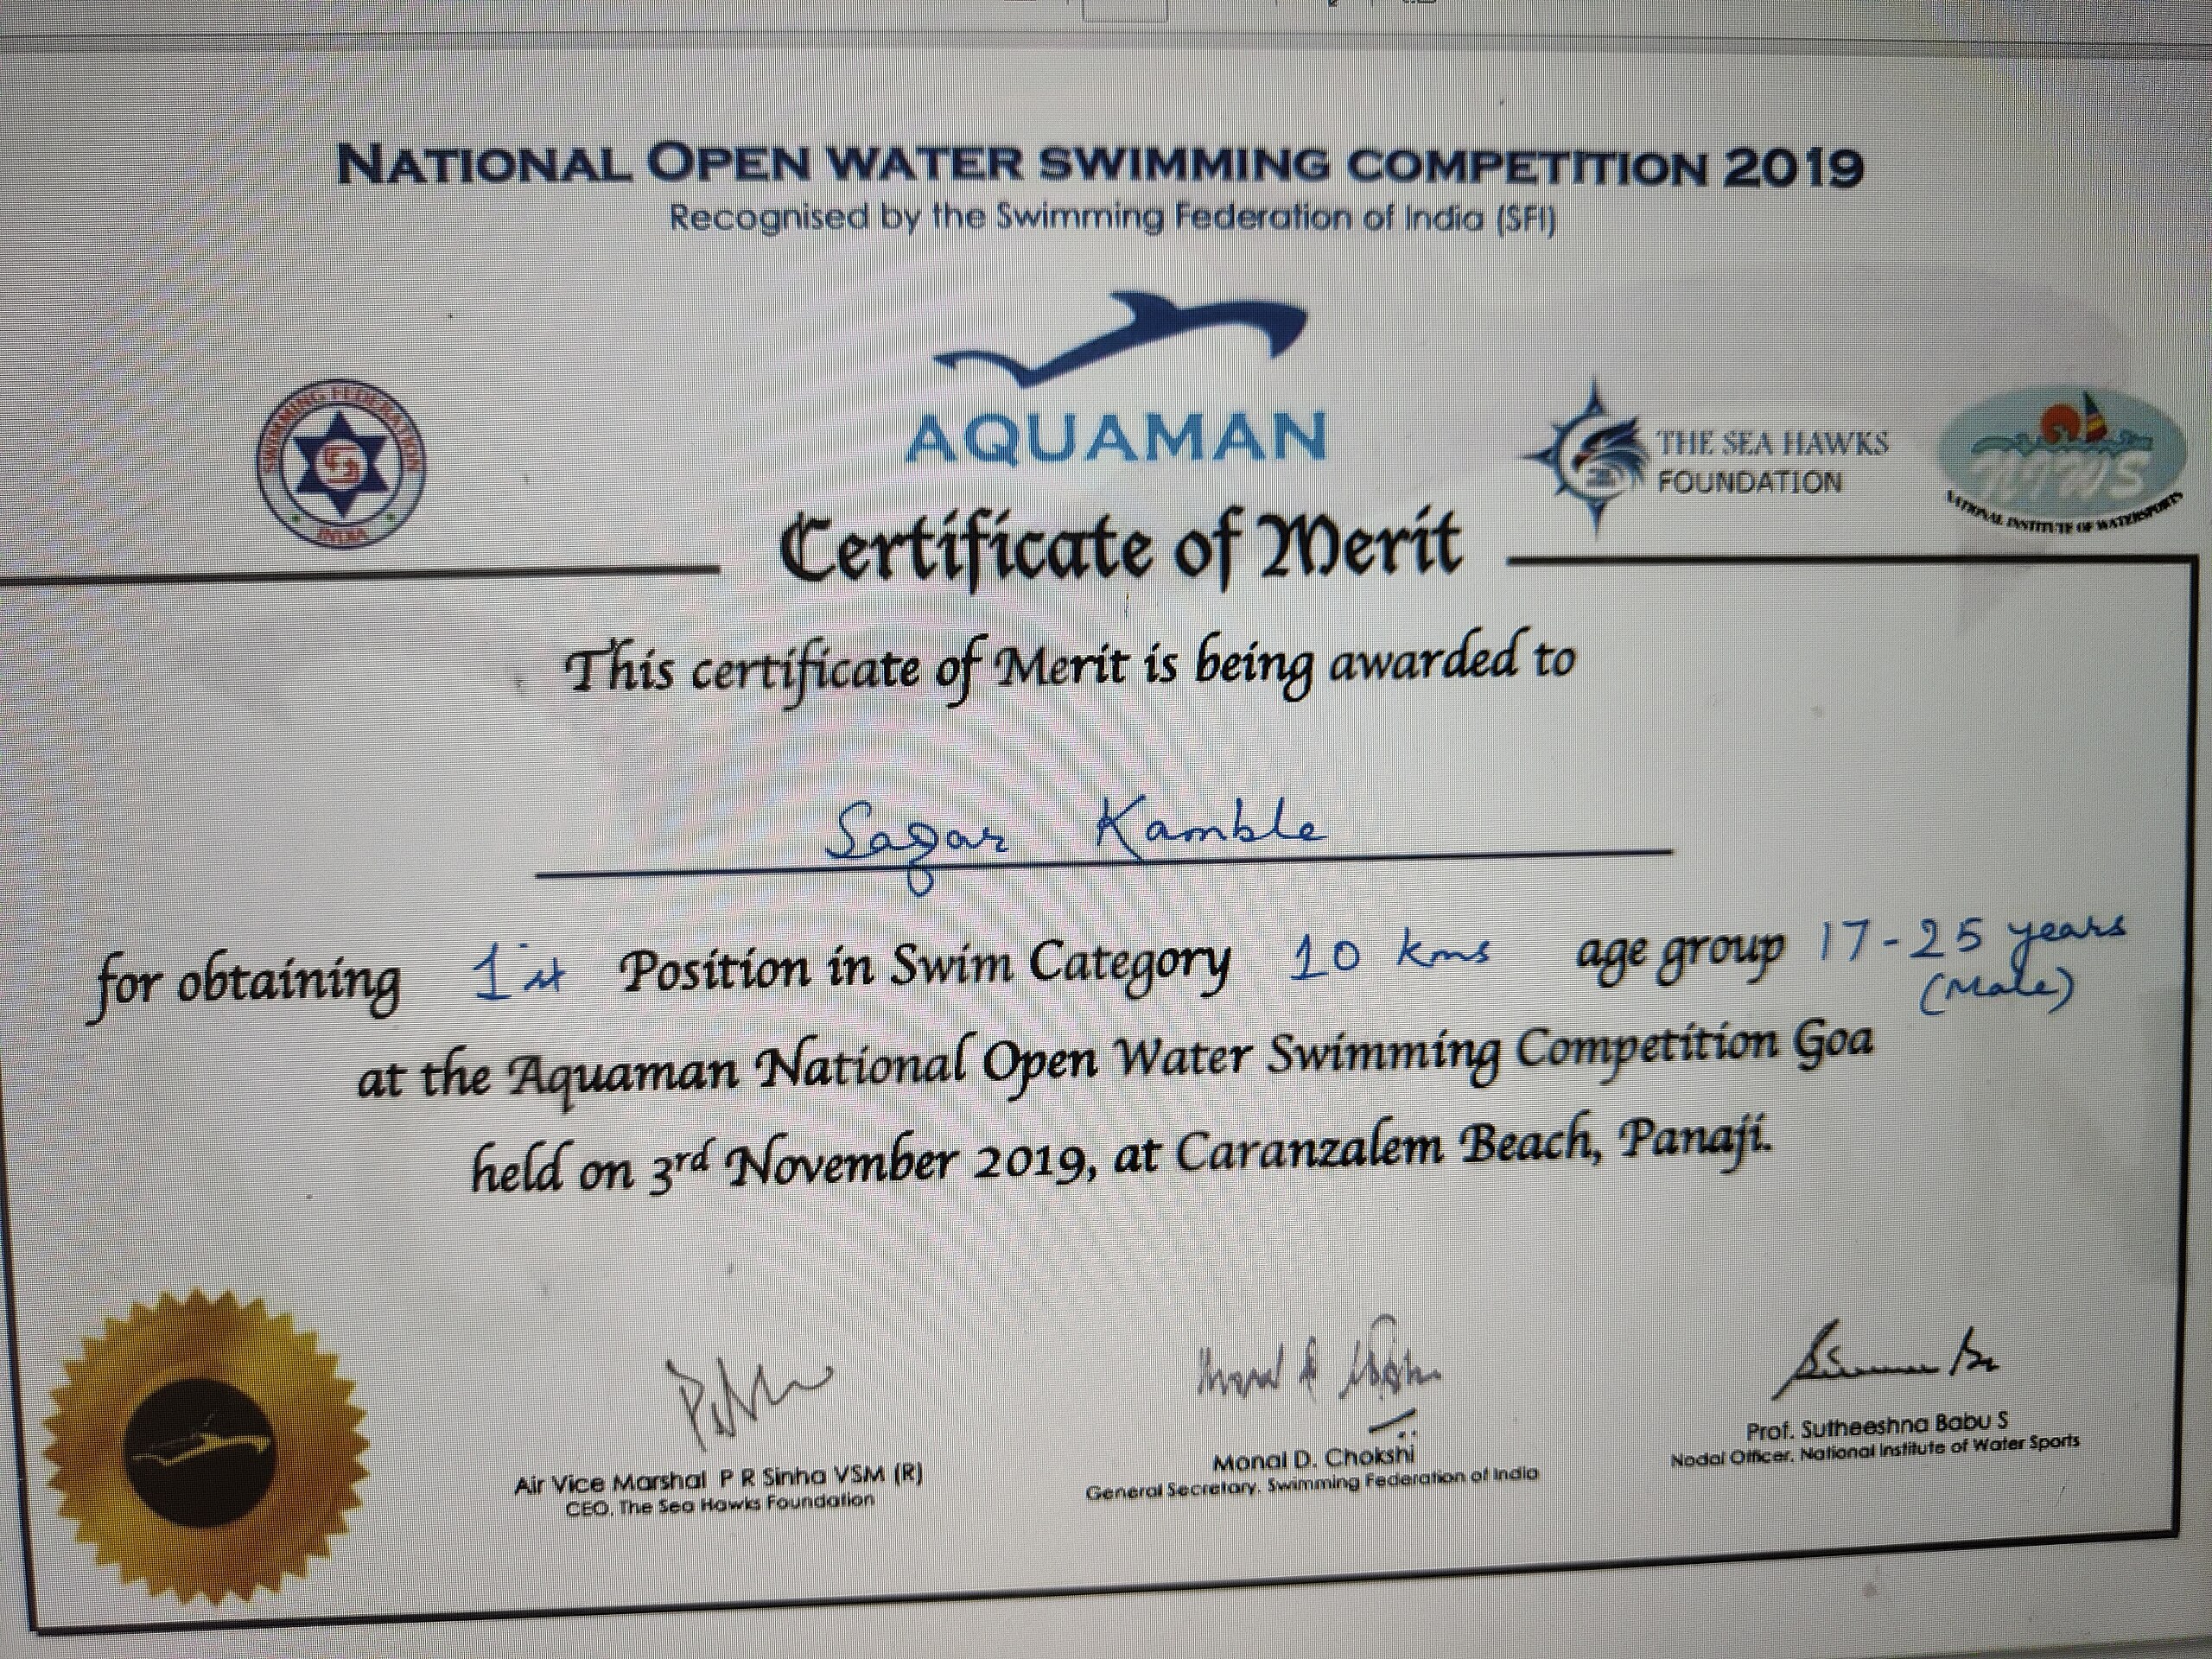 NATIONAL OPEN WATER SWIMMING COMPETITION 2019
Recognised by the Swimming Federation of India (SFI)
SWIMMING FEDERATION
INDIA
AQUAMAN
THE SEA HAWKS
FOUNDATION
NIWS
NATIONAL INSTITUTE OF WATERSPORTS
Certificate of Merit
This certificate of Merit is being awarded to
Sagar Kamble
for obtaining 1st Position in Swim Category 10 kms age group 17-25 years
(Male)
at the Aquaman National Open Water Swimming Competition Goa
held on 3rd November 2019, at Caranzalem Beach, Panaji.
Air Vice Marshal P R Sinha VSM (R)
CEO, The Sea Hawks Foundation
Monal D. Chokshi
General Secretary, Swimming Federation of India
Prof. Sutheeshna Babu S
Nodal Officer, National Institute of Water Sports